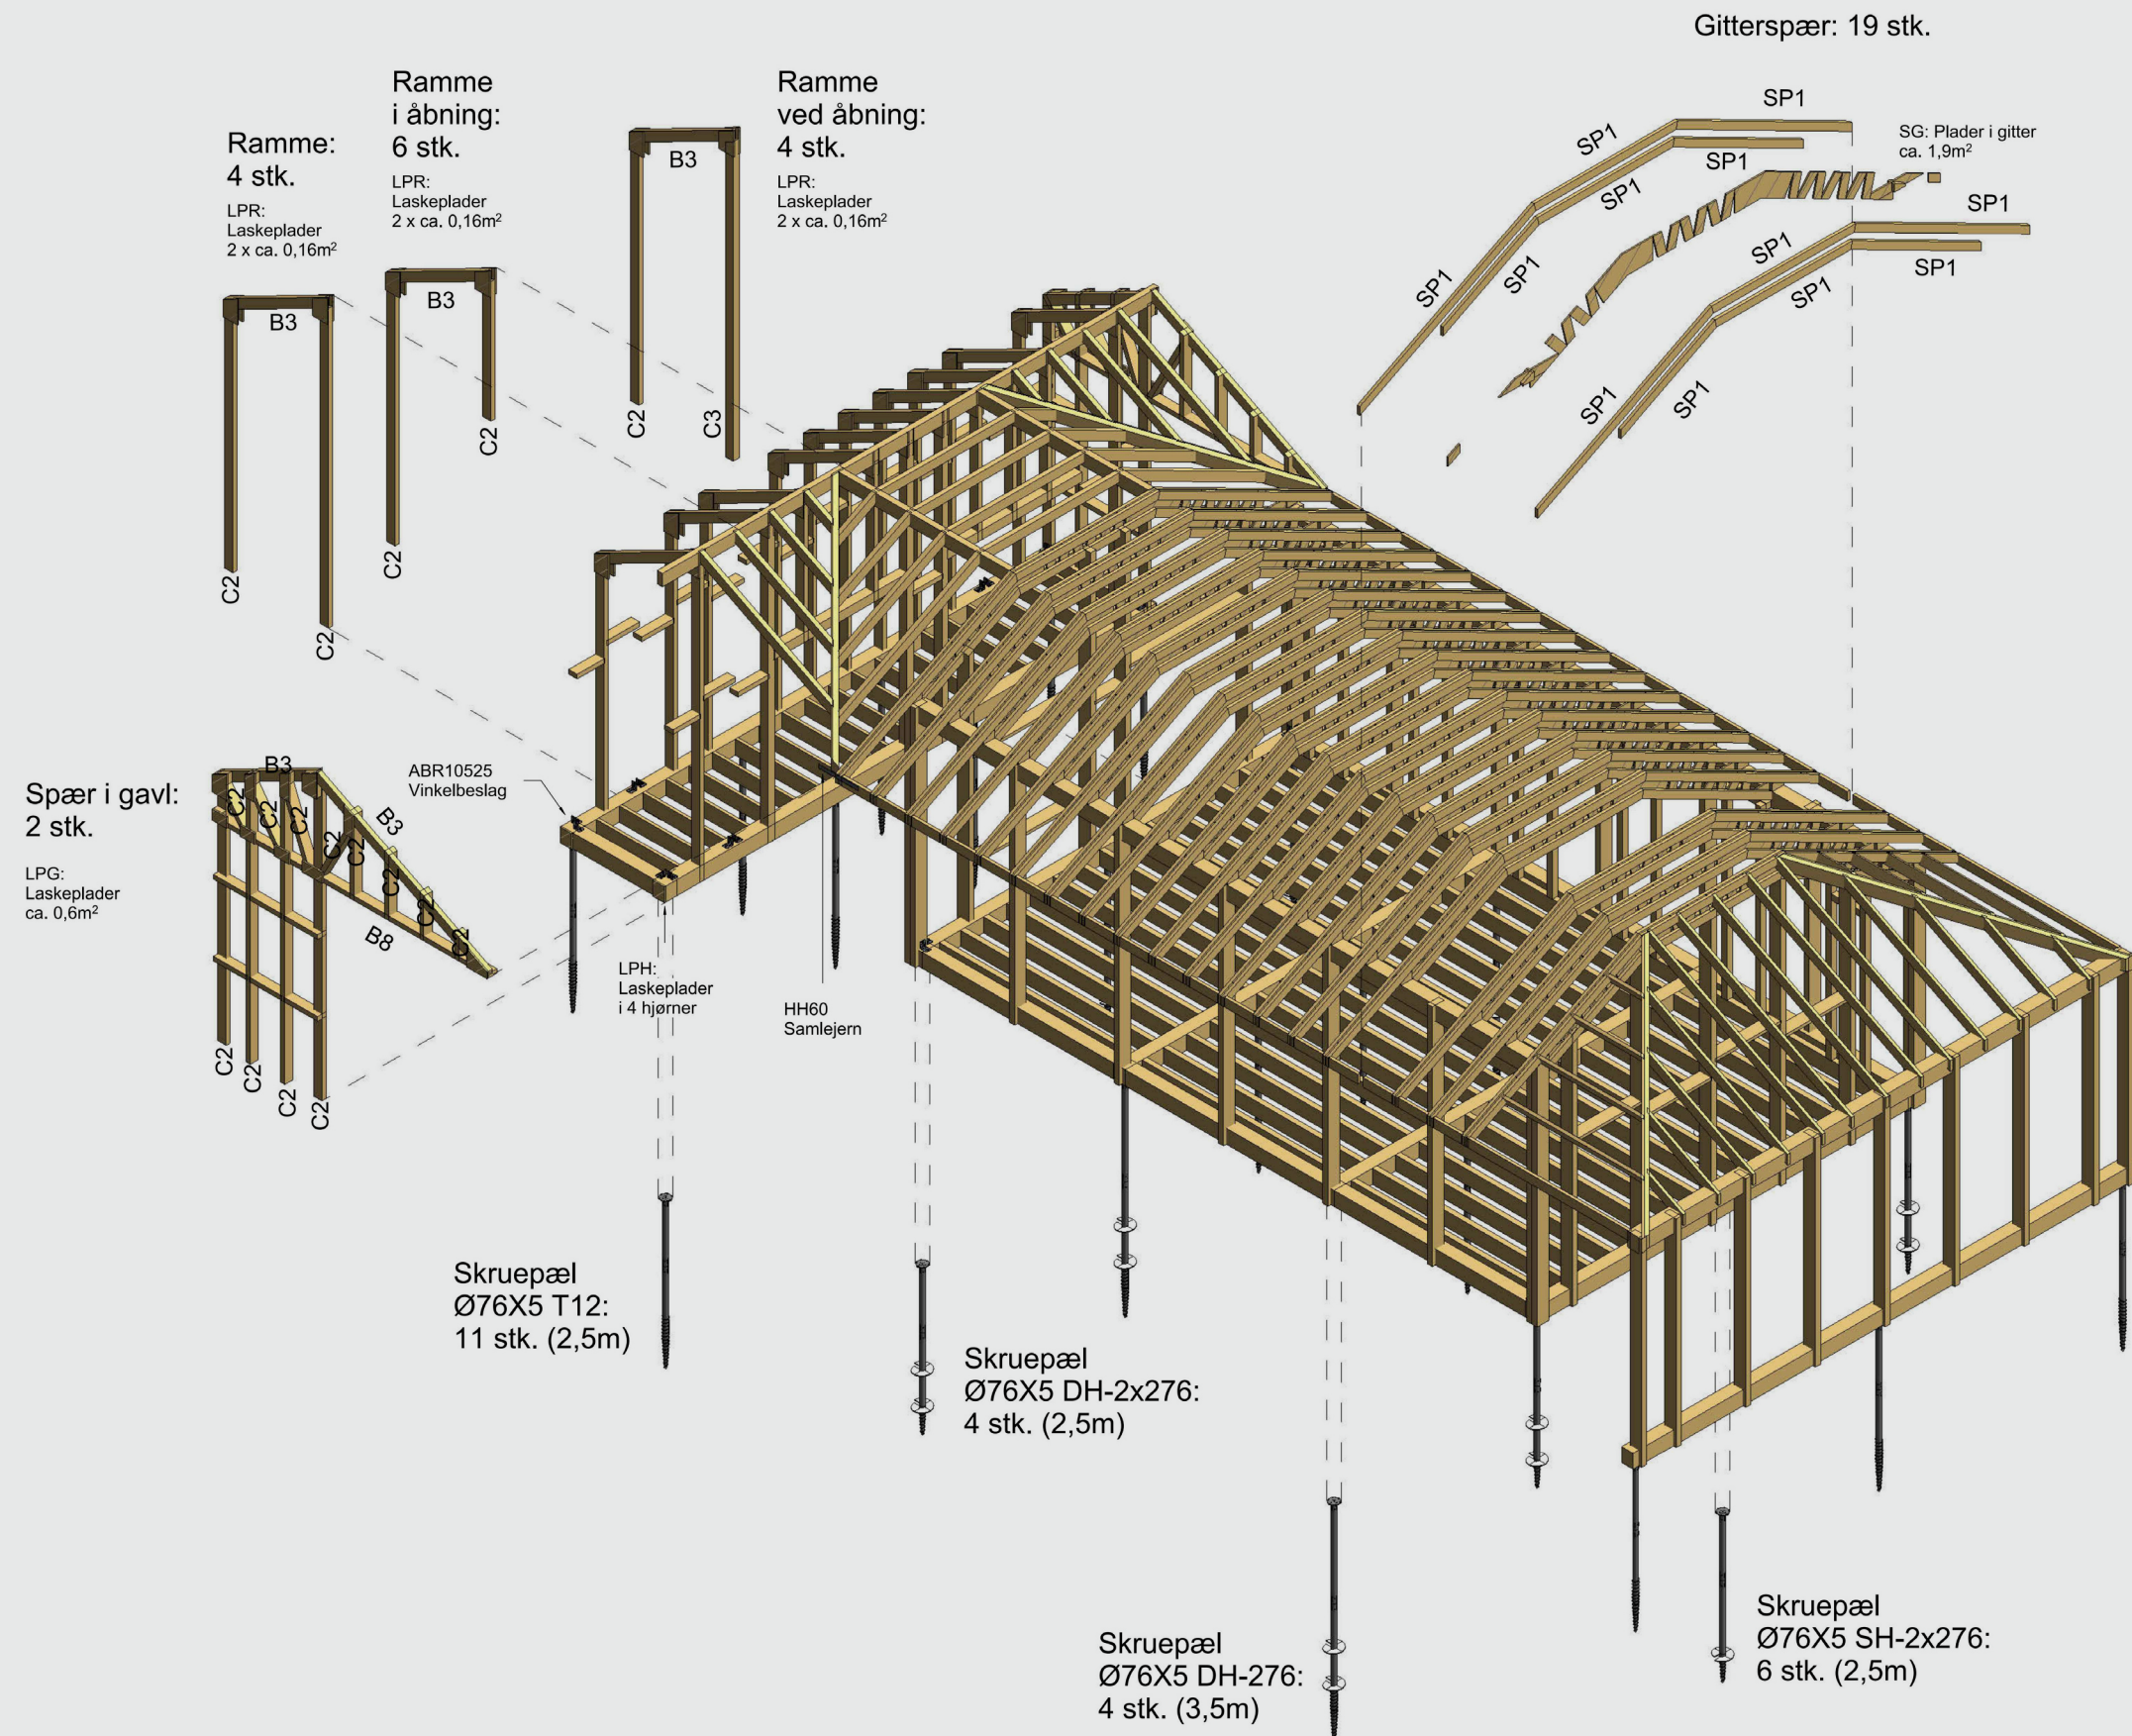 Gitterspær: 19 stk.
Ramme:
4 stk.
LPR:
Laskeplader
2 x ca. 0,16m²
Ramme
i åbning:
6 stk.
LPR:
Laskeplader
2 x ca. 0,16m²
Ramme
ved åbning:
4 stk.
LPR:
Laskeplader
2 x ca. 0,16m²
B3
C2
C2
B3
C2
C2
B3
C2
C3
SP1
SP1
SP1
SP1
SP1
SP1
SG: Plader i gitter
ca. 1,9m²
SP1
SP1
SP1
SP1
SP1
SP1
Spær i gavl:
2 stk.
LPG:
Laskeplader
ca. 0,6m²
B3
C2
C2
C2
C2
C2
B3
C2
C2
C2
B8
C2
C2
C2
C2
ABR10525
Vinkelbeslag
LPH:
Laskeplader
i 4 hjørner
HH60
Samlejern
Skruepæl
Ø76X5 T12:
11 stk. (2,5m)
Skruepæl
Ø76X5 DH-2x276:
4 stk. (2,5m)
Skruepæl
Ø76X5 DH-276:
4 stk. (3,5m)
Skruepæl
Ø76X5 SH-2x276:
6 stk. (2,5m)